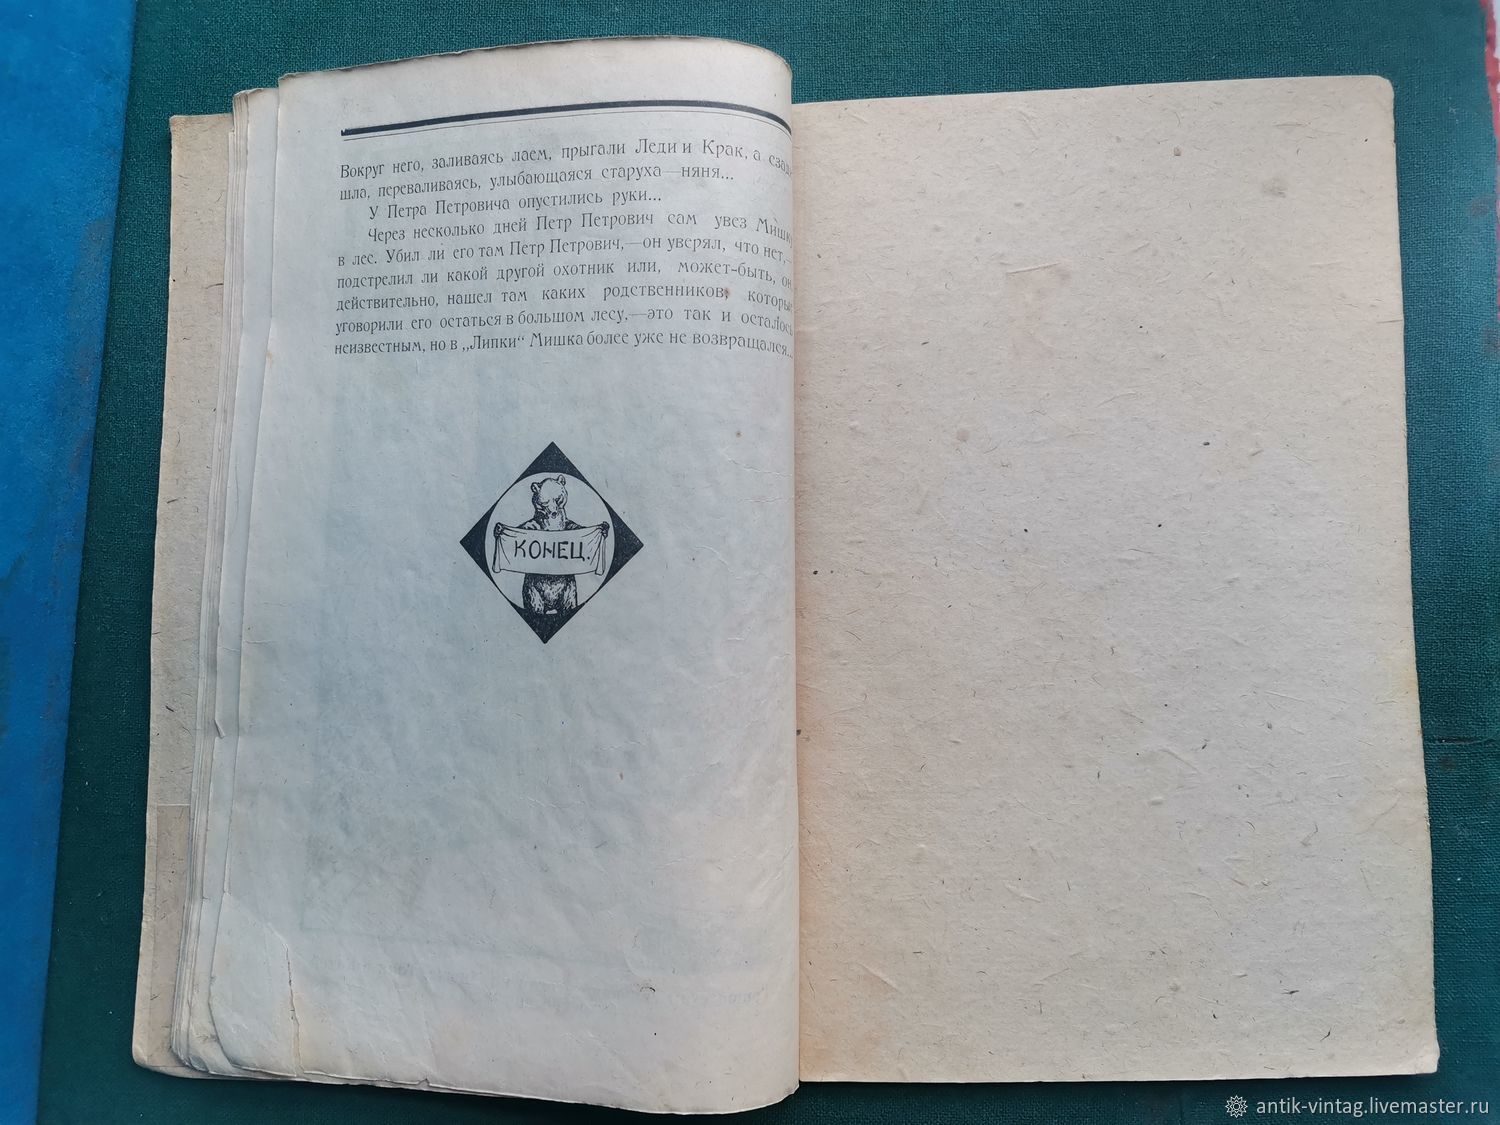 Вокруг него, заливаясь лаем, прыгали Леди и Крак, а
шла, переваливаясь, улыбающаяся старуха—няня...
У Петра Петровича опустились руки...
Через несколько дней Петр Петрович сам увез Мишку
в лес. Убил ли его там Петр Петрович,—он уверял, что нет,—
подстрелил ли какой другой охотник или, может-быть, он
действительно, нашел там каких родственников, которые
уговорили его остаться в большом лесу,—это так и осталось
неизвестным, но в „Липки“ Мишка более уже не возвращался...
КОНЕЦ.
antik-vintag.livemaster.ru